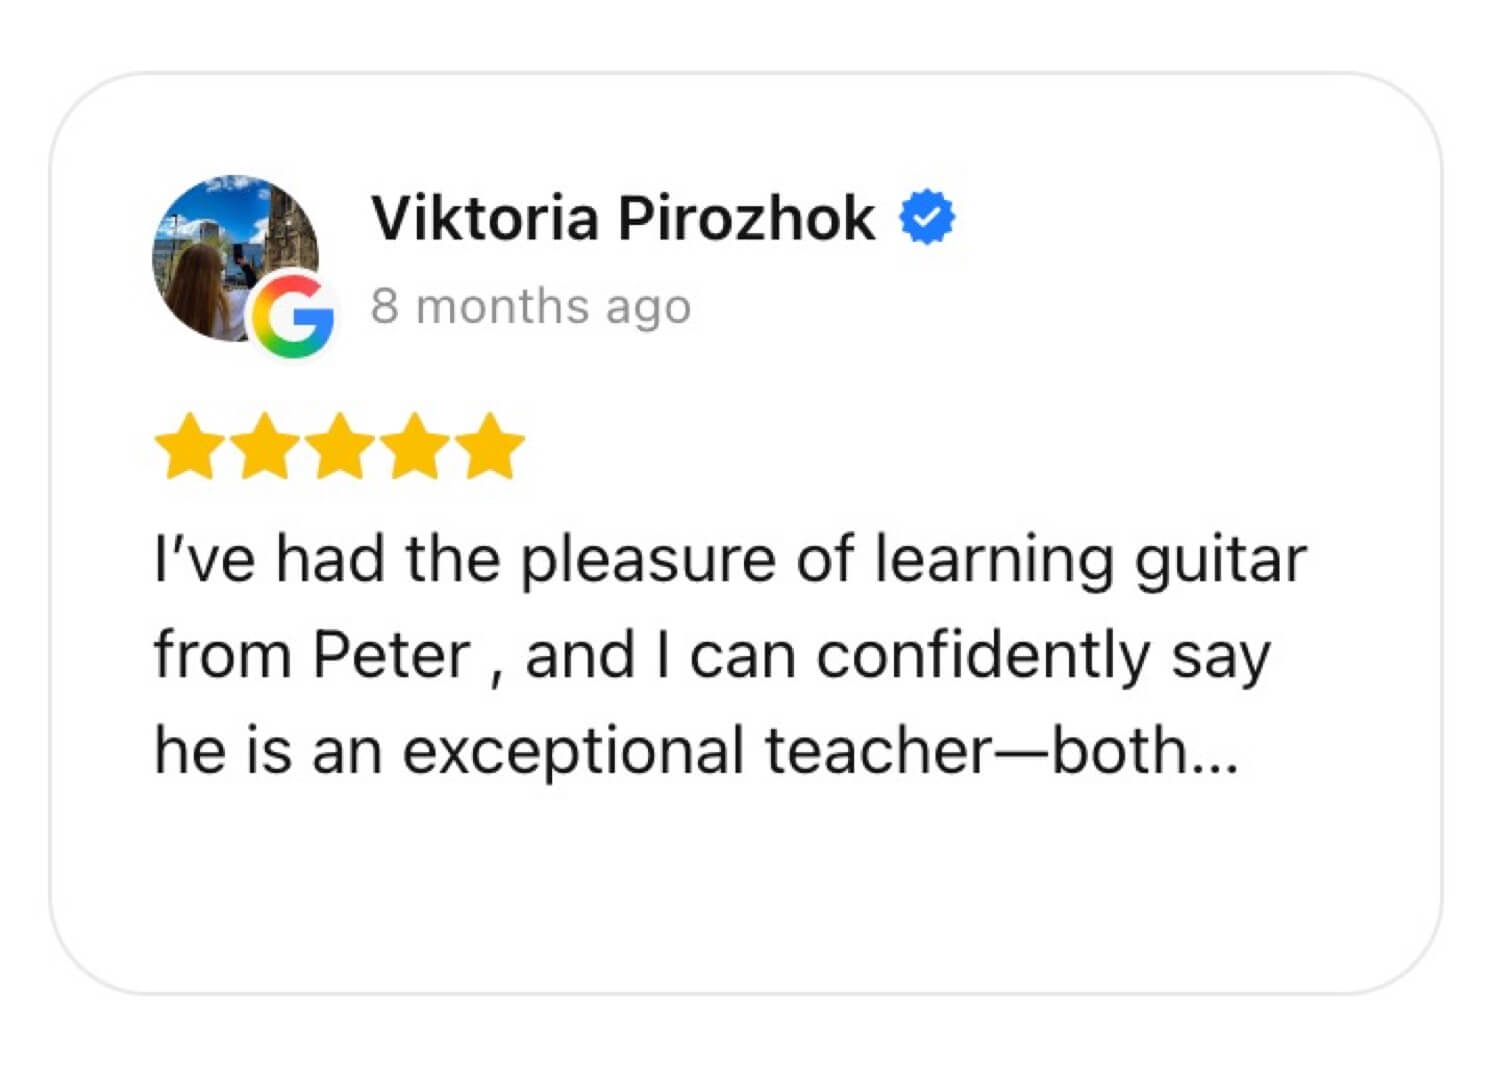 Viktoria Pirozhok
8 months ago
I’ve had the pleasure of learning guitar
from Peter , and I can confidently say
he is an exceptional teacher—both...